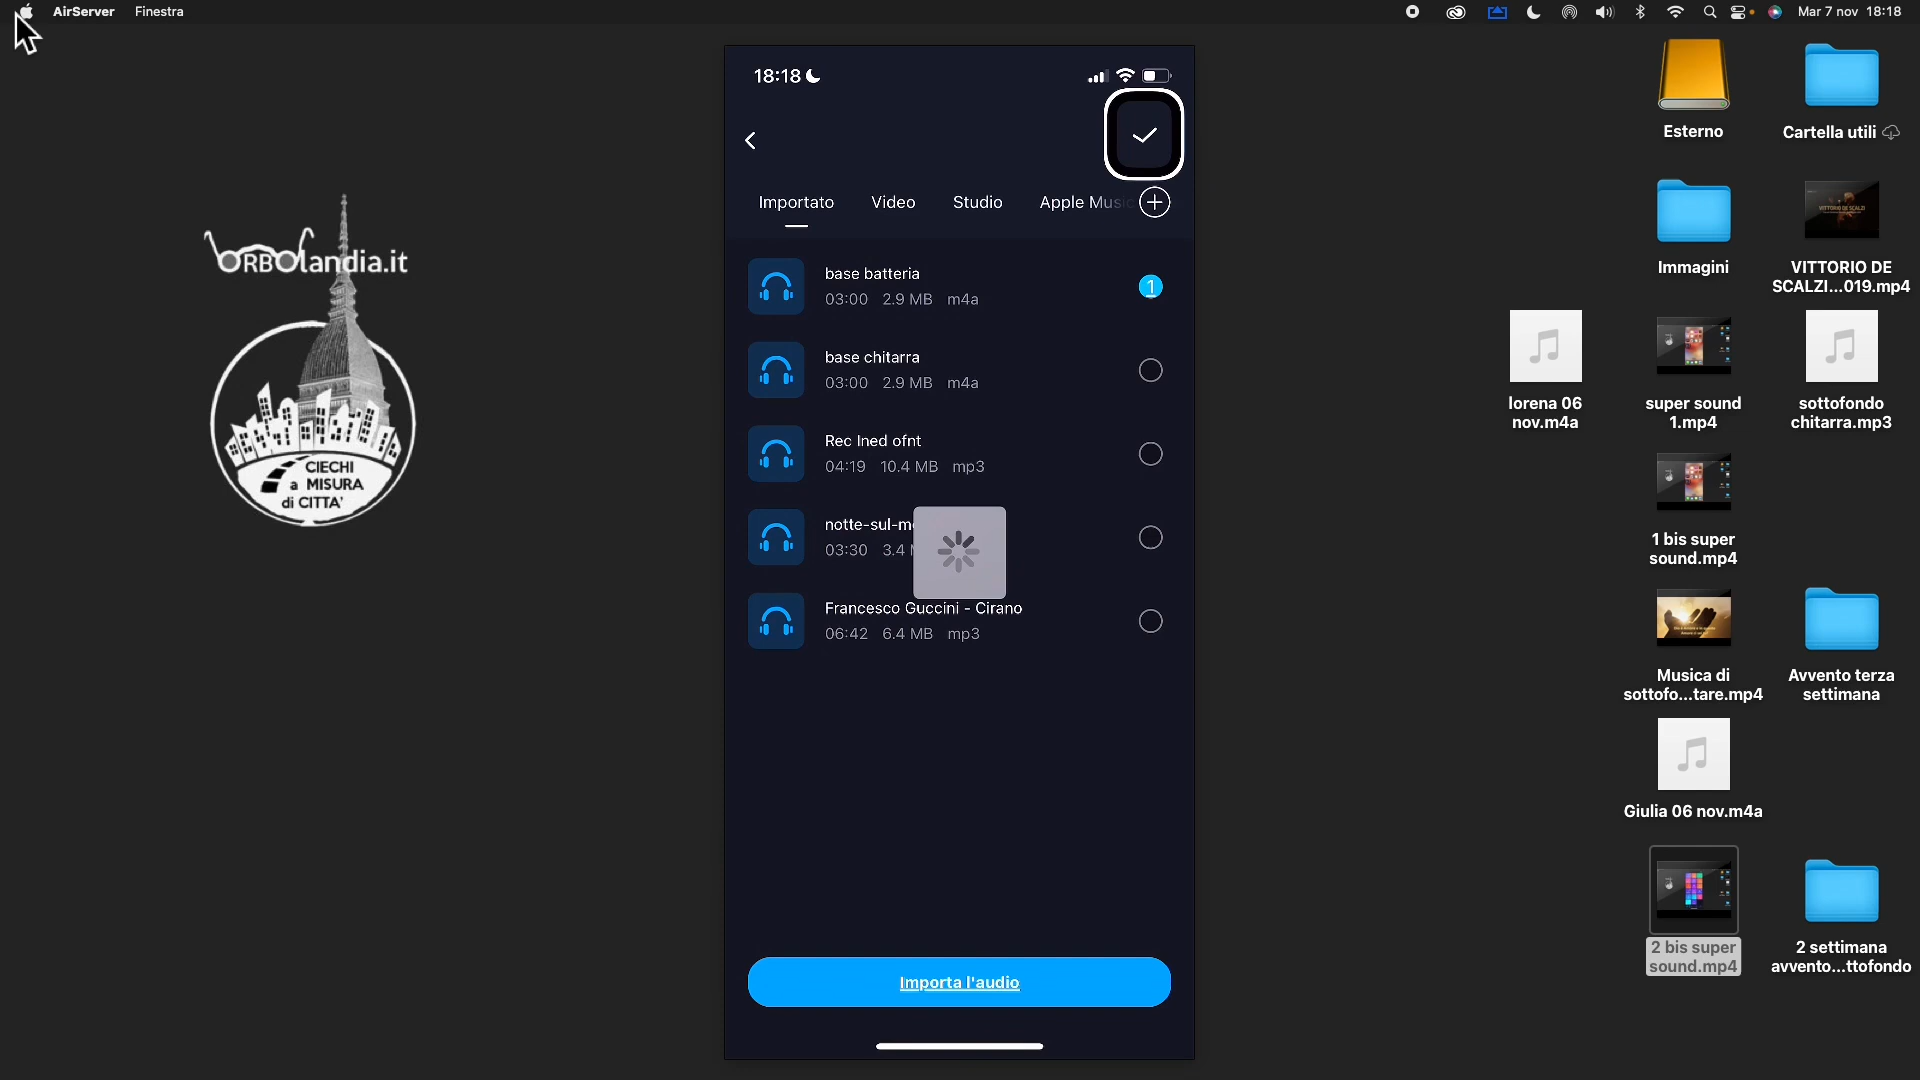 AirServer Finestra
Mar 7 nov 18:18
18:18
Importato Video Studio Apple Music
base batteria
03:00 2.9 MB m4a
1
base chitarra
03:00 2.9 MB m4a
Rec Ined ofnt
04:19 10.4 MB mp3
notte-sul-m
03:30 3.4
Francesco Guccini - Cirano
06:42 6.4 MB mp3
Importa l'audio
ORBOlandia.it
CIECHI
a MISURA
di CITTA'
Esterno
Cartella utili
Immagini
VITTORIO DE SCALZI
VITTORIO DE
SCALZI...019.mp4
lorena 06
nov.m4a
super sound
1.mp4
sottofondo
chitarra.mp3
1 bis super
sound.mp4
Musica di
sottofo...tare.mp4
Avvento terza
settimana
Giulia 06 nov.m4a
2 bis super
sound.mp4
2 settimana
avvento...ttofondo